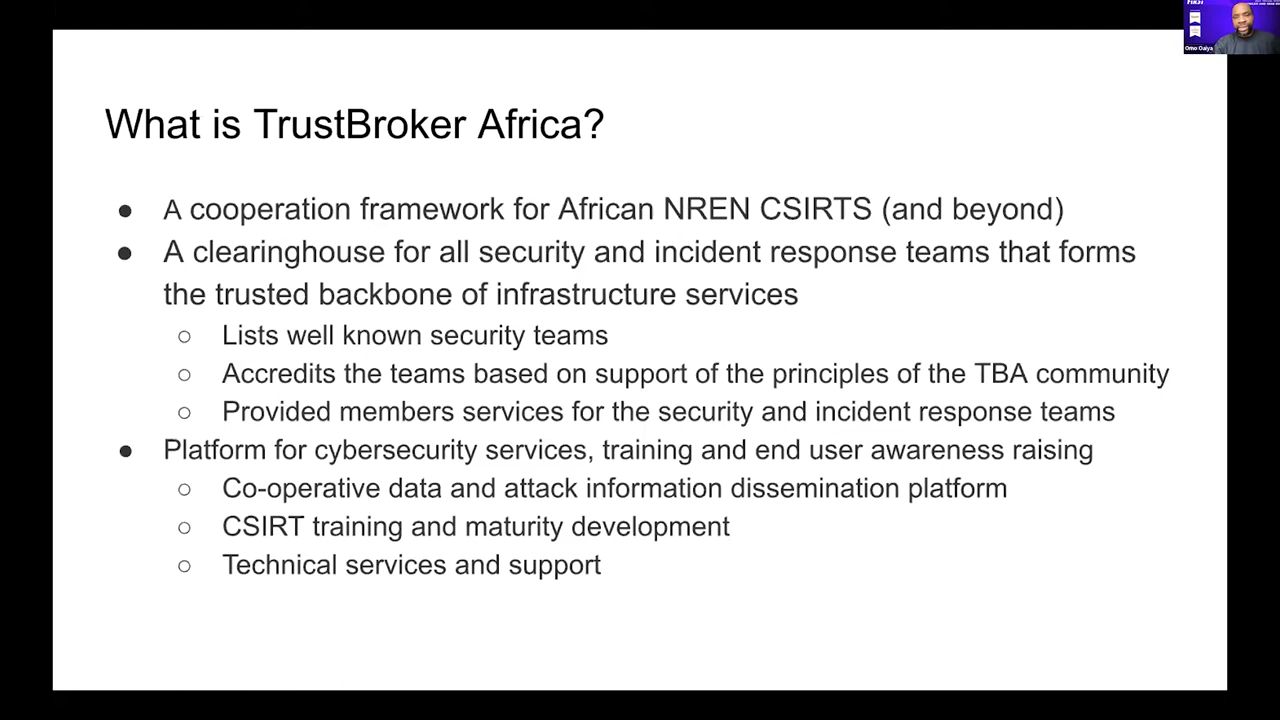 What is TrustBroker Africa?
● A cooperation framework for African NREN CSIRTS (and beyond)
● A clearinghouse for all security and incident response teams that forms
the trusted backbone of infrastructure services
○ Lists well known security teams
○ Accredits the teams based on support of the principles of the TBA community
○ Provided members services for the security and incident response teams
● Platform for cybersecurity services, training and end user awareness raising
○ Co-operative data and attack information dissemination platform
○ CSIRT training and maturity development
○ Technical services and support
Omo Oaiya